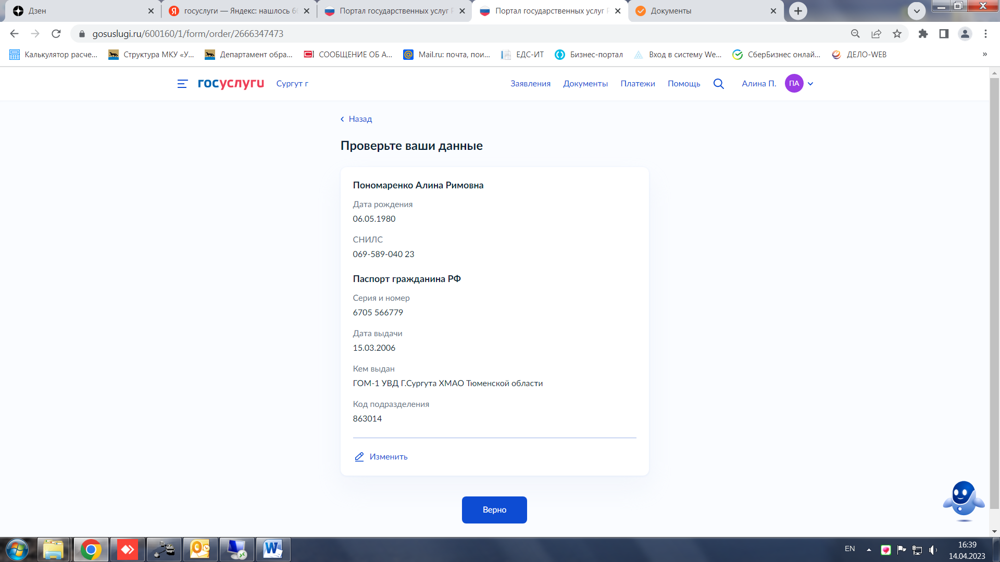 Дзен
госуслуги — Яндекс: нашлось
Портал государственных услуг
Портал государственных услуг
Документы
gosuslugi.ru/600160/1/form/order/2666347473
Калькулятор расче...
Структура МКУ «У...
Департамент обра...
СООБЩЕНИЕ ОБ А...
Mail.ru: почта, пои...
ЕДС-ИТ
Бизнес-портал
Вход в систему We...
СберБизнес онлай...
ДЕЛО-WEB
»
госуслуги
Сургут г
Заявления
Документы
Платежи
Помощь
Алина П.
ПА
Назад
Проверьте ваши данные
Пономаренко Алина Римовна
Дата рождения
06.05.1980
СНИЛС
069-589-040 23
Паспорт гражданина РФ
Серия и номер
6705 566779
Дата выдачи
15.03.2006
Кем выдан
ГОМ-1 УВД Г.Сургута ХМАО Тюменской области
Код подразделения
863014
Изменить
Верно
EN
16:39
14.04.2023